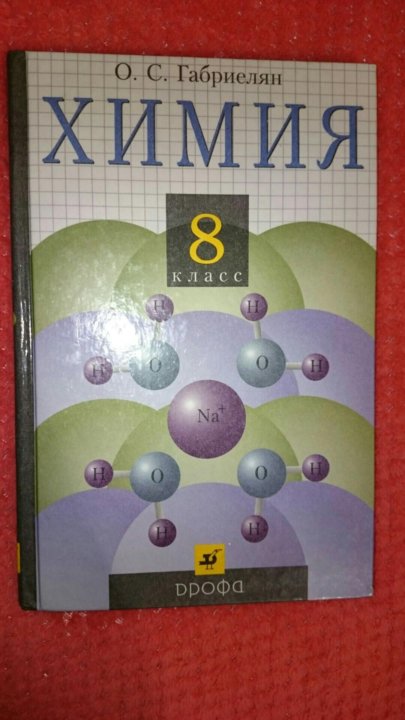 О. С. Габриелян
ХИМИЯ
8
класс
H H
H O O H
Na+
H O O H
H H
дрофа